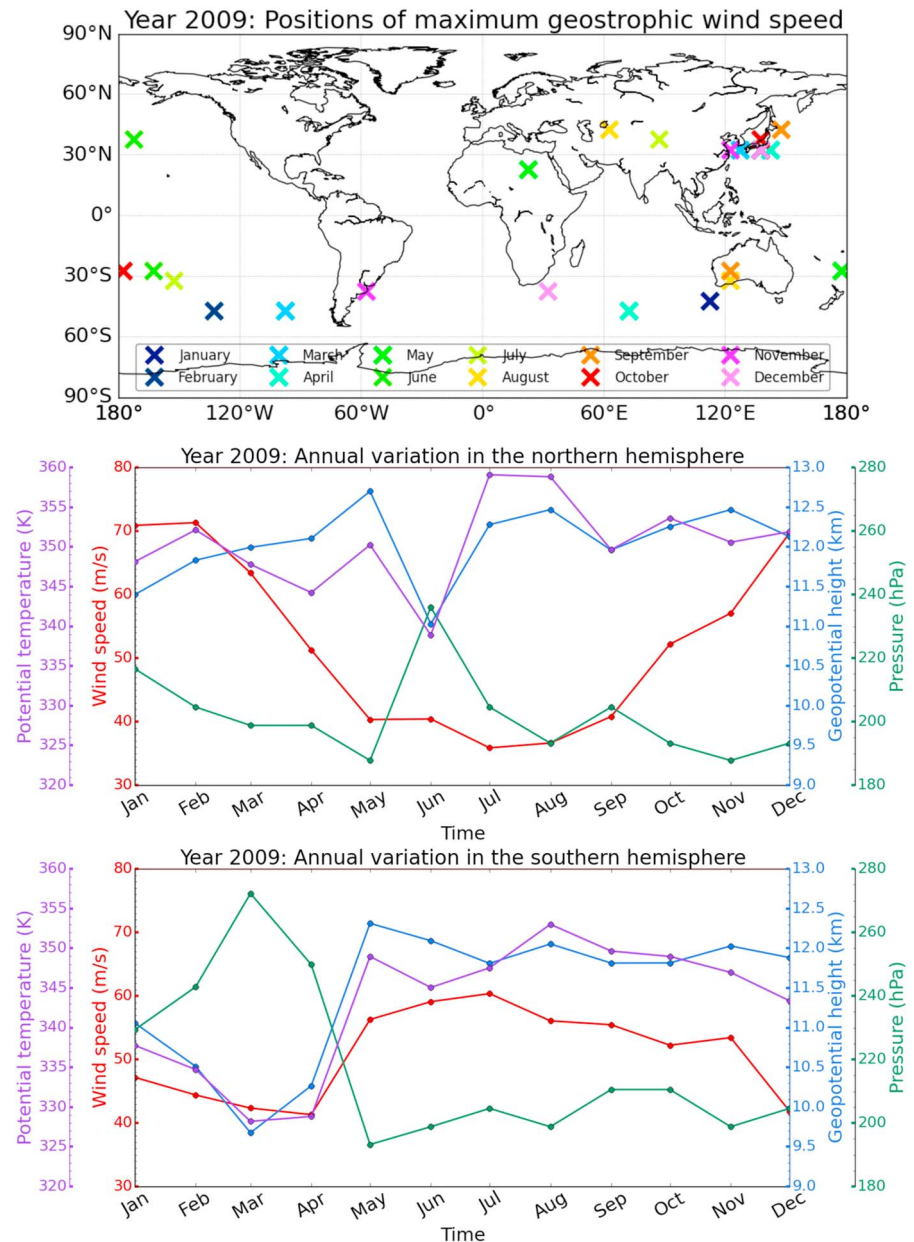 Year 2009: Positions of maximum geostrophic wind speed
90°N
60°N
30°N
0°
30°S
60°S
90°S
January March May July September November
February April June August October December
180° 120°W 60°W 0° 60°E 120°E 180°
Year 2009: Annual variation in the northern hemisphere
360 80 13.0 280
355 12.5
70 260
350 12.0
345 60 11.5 240
340 11.0
335 50 10.5 220
330 40 10.0 200
325 9.5
320 30 9.0 180
Potential temperature (K)
Wind speed (m/s)
Geopotential height (km)
Pressure (hPa)
Jan Feb Mar Apr May Jun Jul Aug Sep Oct Nov Dec
Time
Year 2009: Annual variation in the southern hemisphere
360 80 13.0 280
355 12.5
70 260
350 12.0
345 60 11.5 240
340 11.0
335 50 10.5 220
330 40 10.0 200
325 9.5
320 30 9.0 180
Potential temperature (K)
Wind speed (m/s)
Geopotential height (km)
Pressure (hPa)
Jan Feb Mar Apr May Jun Jul Aug Sep Oct Nov Dec
Time